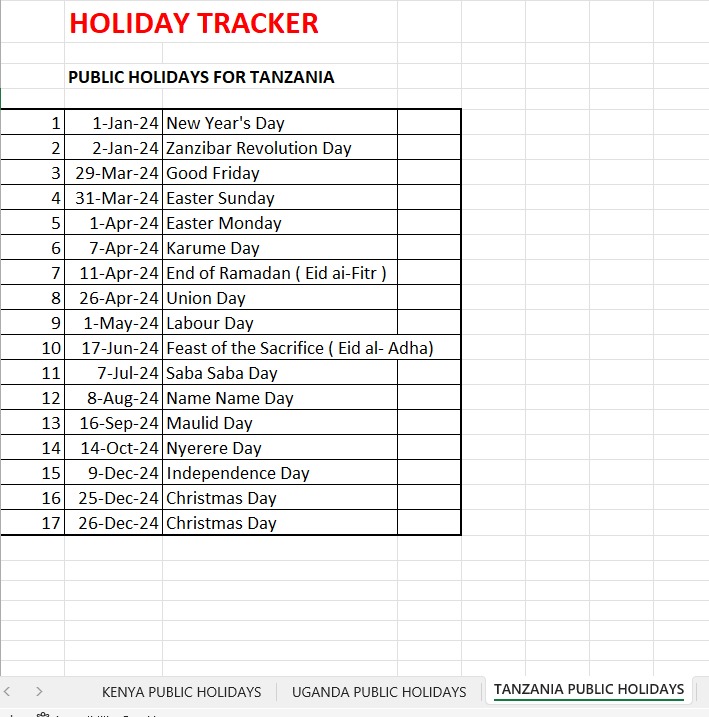 HOLIDAY TRACKER
PUBLIC HOLIDAYS FOR TANZANIA
1 1-Jan-24 New Year's Day
2 2-Jan-24 Zanzibar Revolution Day
3 29-Mar-24 Good Friday
4 31-Mar-24 Easter Sunday
5 1-Apr-24 Easter Monday
6 7-Apr-24 Karume Day
7 11-Apr-24 End of Ramadan ( Eid ai-Fitr )
8 26-Apr-24 Union Day
9 1-May-24 Labour Day
10 17-Jun-24 Feast of the Sacrifice ( Eid al- Adha)
11 7-Jul-24 Saba Saba Day
12 8-Aug-24 Name Name Day
13 16-Sep-24 Maulid Day
14 14-Oct-24 Nyerere Day
15 9-Dec-24 Independence Day
16 25-Dec-24 Christmas Day
17 26-Dec-24 Christmas Day
KENYA PUBLIC HOLIDAYS UGANDA PUBLIC HOLIDAYS TANZANIA PUBLIC HOLIDAYS